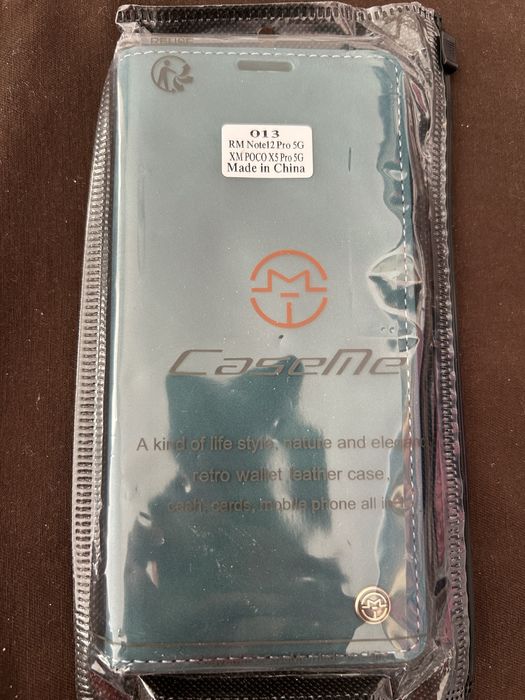 013
RM Note12 Pro 5G
XM POCO X5 Pro 5G
Made in China
CaseMe
A kind of life style, nature and elegant
retro wallet leather case,
cash, cards, mobile phone all in